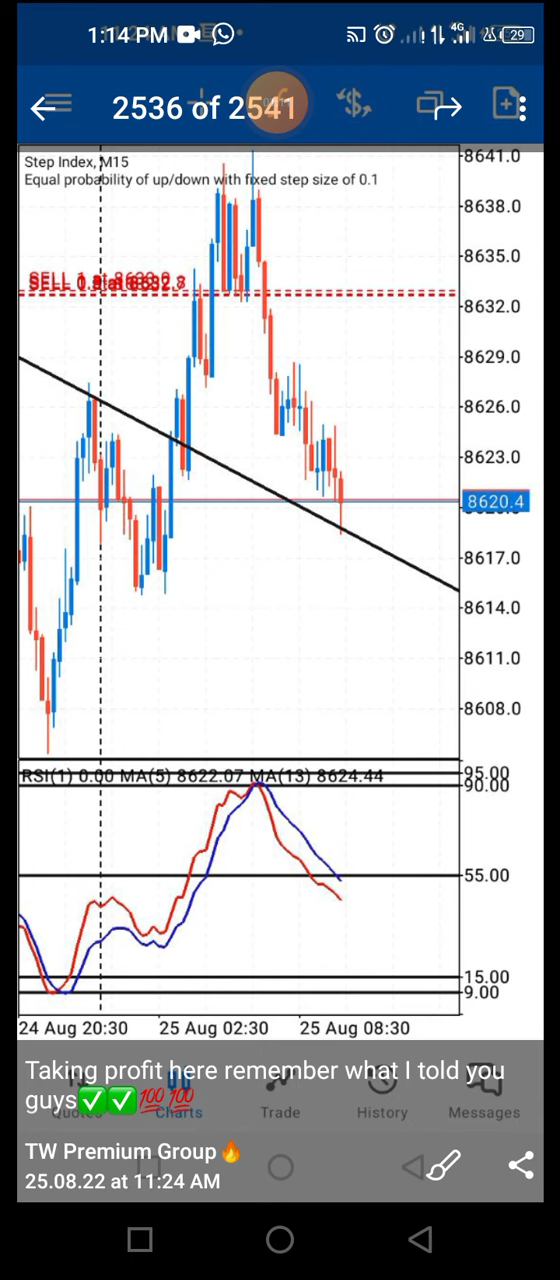 1:14 PM
4G
29
2536 of 2541
Step Index, M15
Equal probability of up/down with fixed step size of 0.1
8641.0
8638.0
8635.0
SELL
8632.0
8629.0
8626.0
8623.0
8620.4
8617.0
8614.0
8611.0
8608.0
RSI(1) 0.00 MA(5) 8622.07 MA(13) 8624.44
95.00
90.00
55.00
15.00
9.00
24 Aug 20:30
25 Aug 02:30
25 Aug 08:30
Taking profit here remember what I told you
guys✅✅💯💯
Quotes
Charts
Trade
History
Messages
TW Premium Group🔥
25.08.22 at 11:24 AM